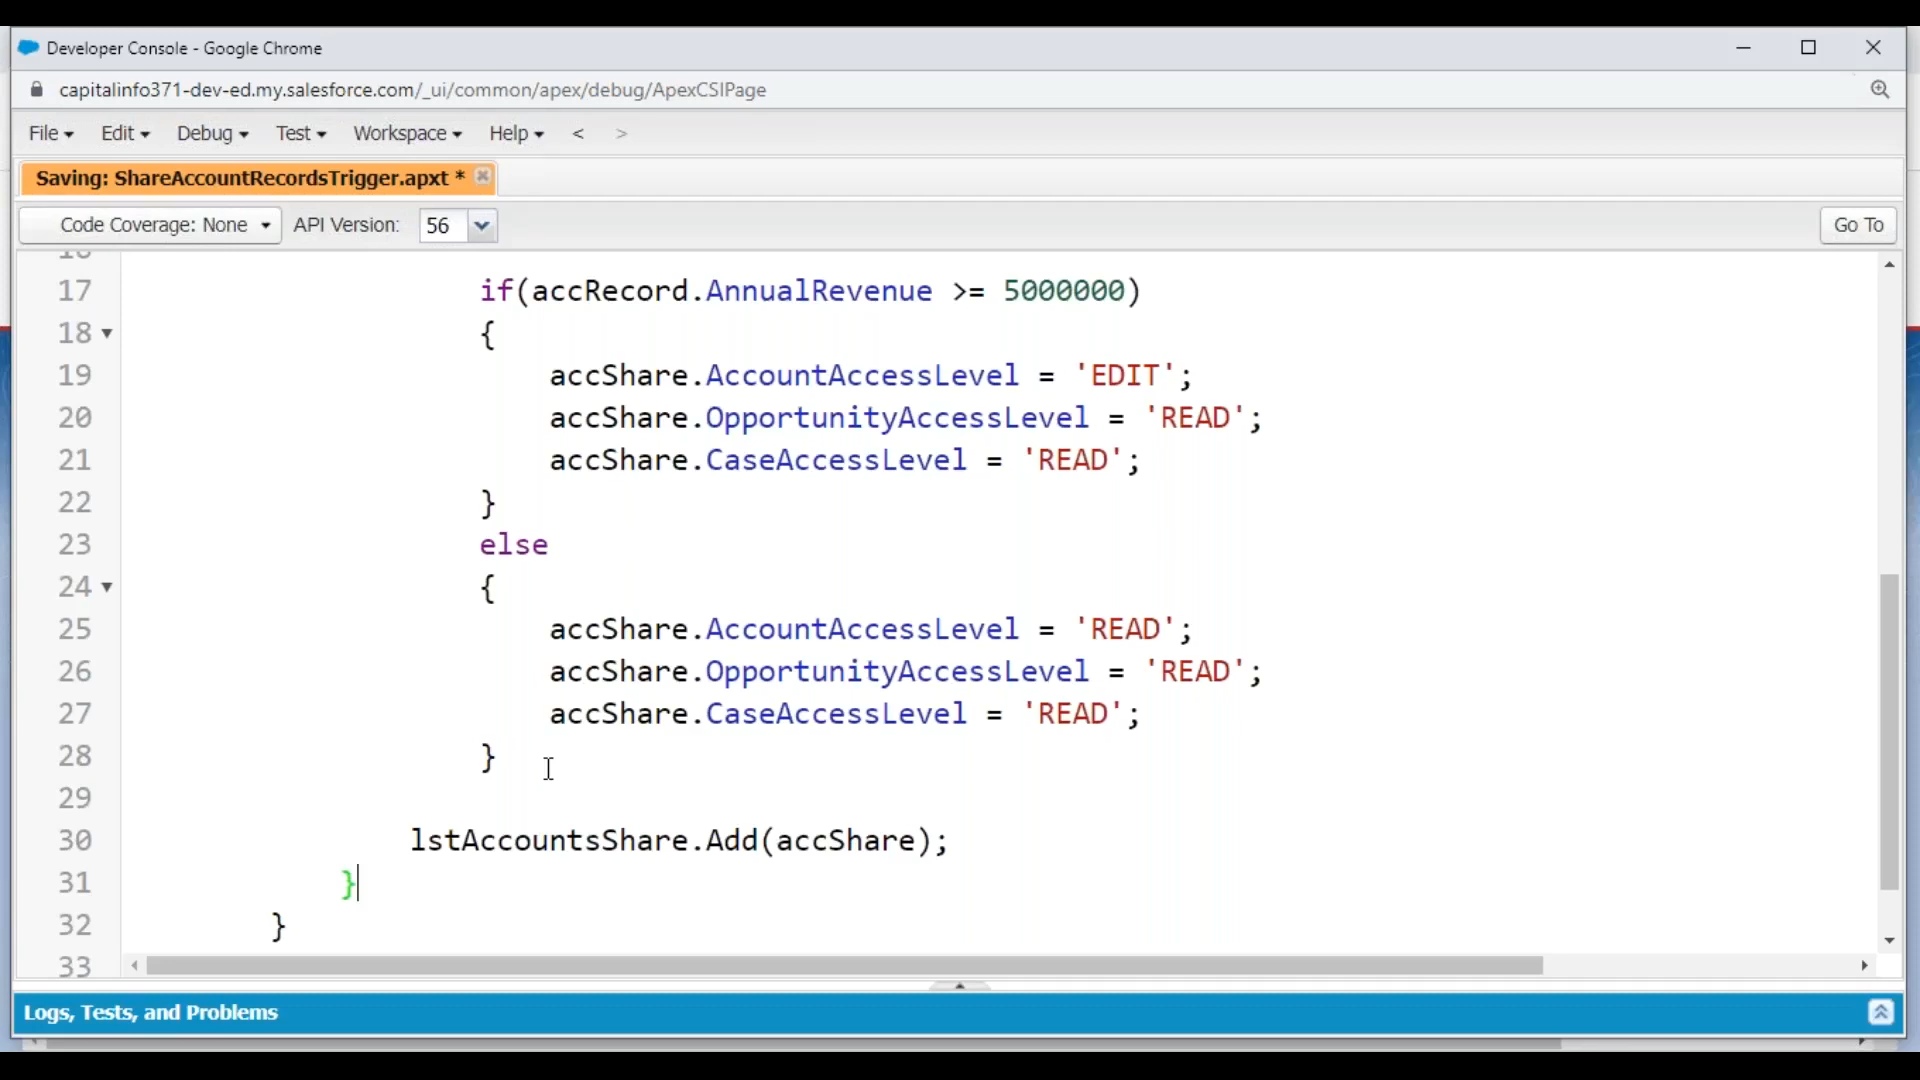 Developer Console - Google Chrome
capitalinfo371-dev-ed.my.salesforce.com/_ui/common/apex/debug/ApexCSIPage
File Edit Debug Test Workspace Help < >
Saving: ShareAccountRecordsTrigger.apxt *
Code Coverage: None API Version: 56 Go To
16
17 if(accRecord.AnnualRevenue >= 5000000)
18 {
19 accShare.AccountAccessLevel = 'EDIT';
20 accShare.OpportunityAccessLevel = 'READ';
21 accShare.CaseAccessLevel = 'READ';
22 }
23 else
24 {
25 accShare.AccountAccessLevel = 'READ';
26 accShare.OpportunityAccessLevel = 'READ';
27 accShare.CaseAccessLevel = 'READ';
28 }
29
30 lstAccountsShare.Add(accShare);
31 }
32 }
33
Logs, Tests, and Problems